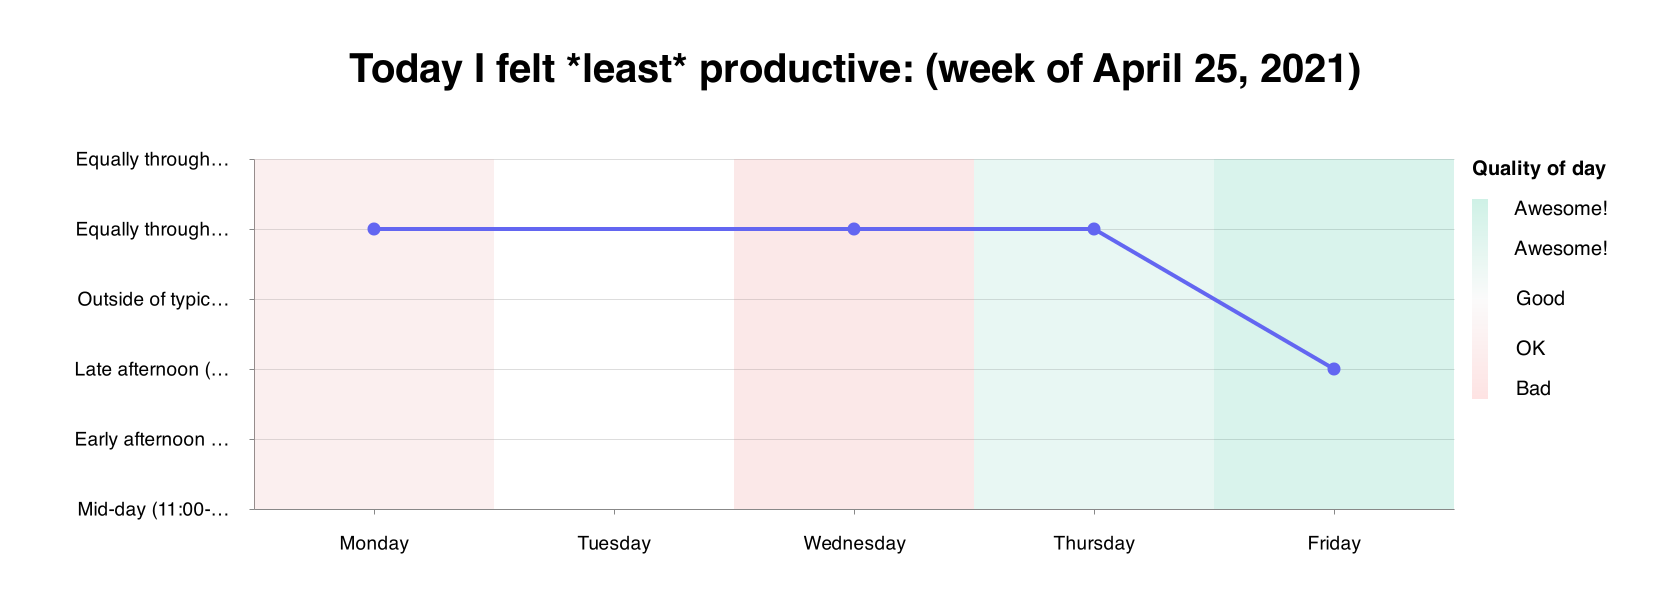 Today I felt *least* productive: (week of April 25, 2021)
Equally through…
Equally through…
Outside of typic…
Late afternoon (…
Early afternoon …
Mid-day (11:00-…
Monday
Tuesday
Wednesday
Thursday
Friday
Quality of day
Awesome!
Awesome!
Good
OK
Bad